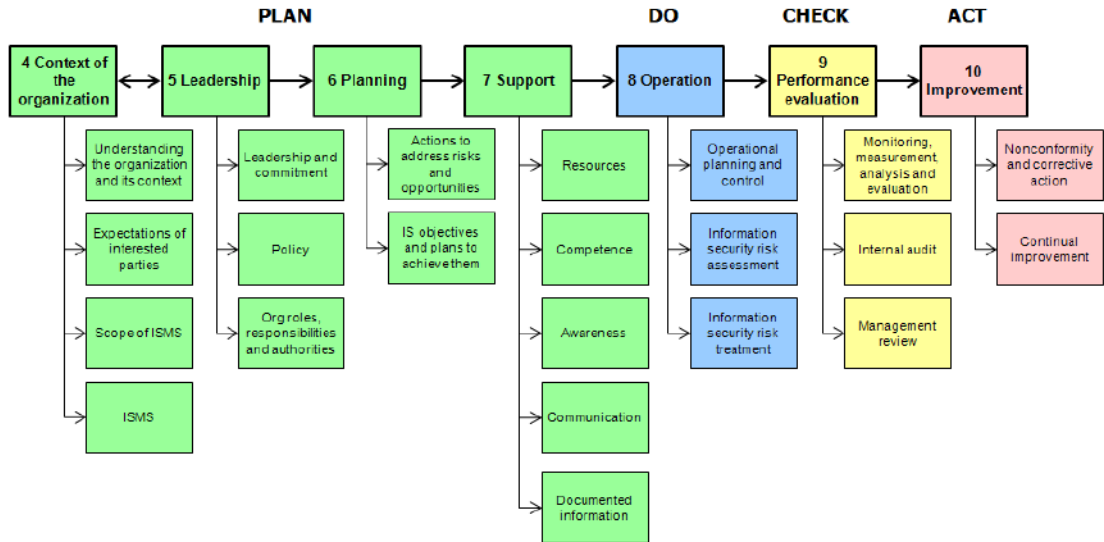 PLAN
DO
CHECK
ACT
4 Context of
the
organization
5 Leadership
6 Planning
7 Support
8 Operation
9
Performance
evaluation
10
Improvement
Understanding
the organization
and its context
Expectations of
interested
parties
Scope of ISMS
ISMS
Leadership and
commitment
Policy
Org roles,
responsibilities
and authorities
Actions to
address risks
and
opportunities
IS objectives
and plans to
achieve them
Resources
Competence
Awareness
Communication
Documented
information
Operational
planning and
control
Information
security risk
assessment
Information
security risk
treatment
Monitoring,
measurement,
analysis and
evaluation
Internal audit
Management
review
Nonconformity
and corrective
action
Continual
improvement